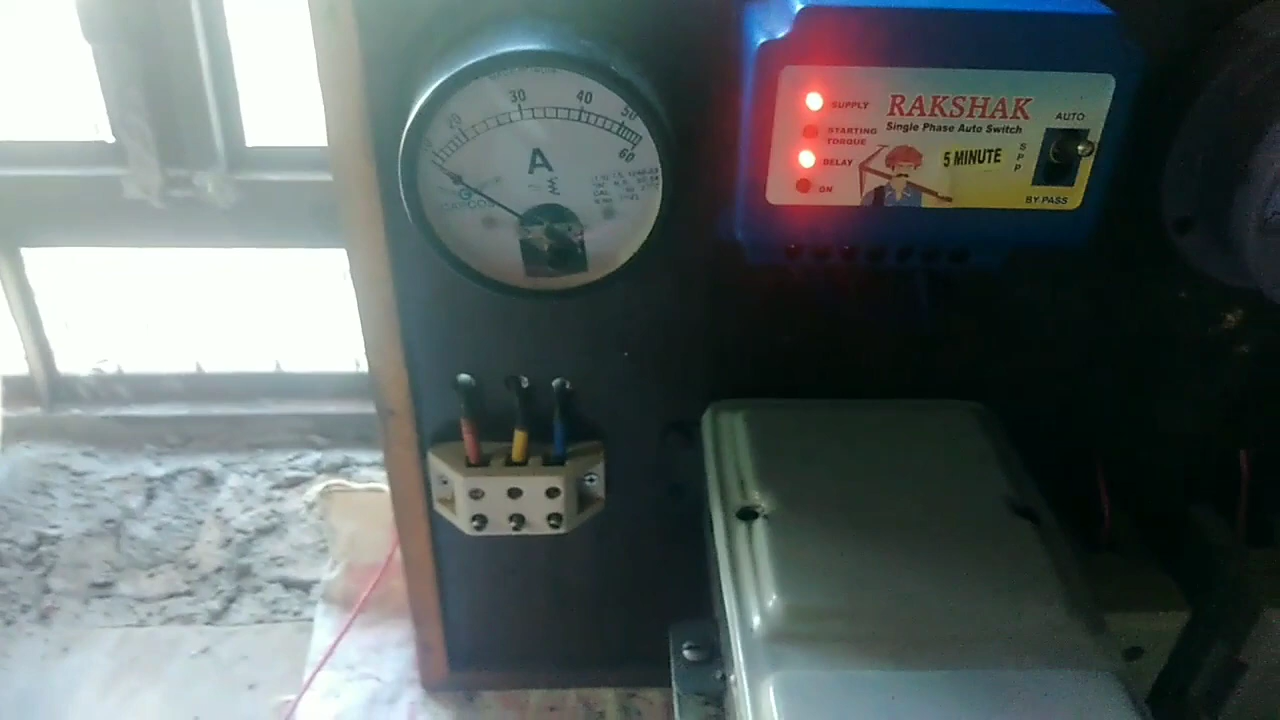 30
40
20
50
60
A
SUPPLY
STARTING
TORQUE
DELAY
ON
RAKSHAK
Single Phase Auto Switch
5 MINUTE
AUTO
S
P
P
BY-PASS